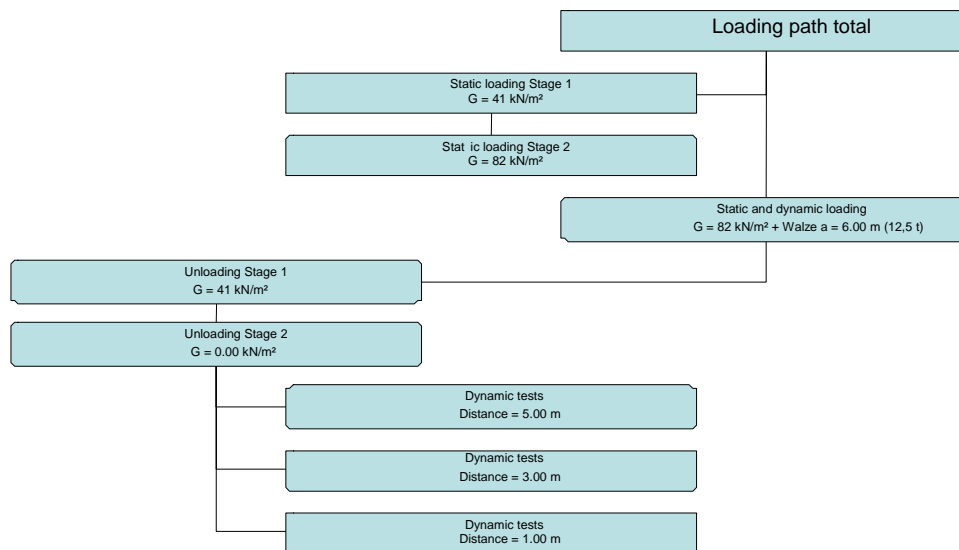 Loading path total
Static loading Stage 1
G = 41 kN/m²
Stat ic loading Stage 2
G = 82 kN/m²
Static and dynamic loading
G = 82 kN/m² + Walze a = 6.00 m (12,5 t)
Unloading Stage 1
G = 41 kN/m²
Unloading Stage 2
G = 0.00 kN/m²
Dynamic tests
Distance = 5.00 m
Dynamic tests
Distance = 3.00 m
Dynamic tests
Distance = 1.00 m